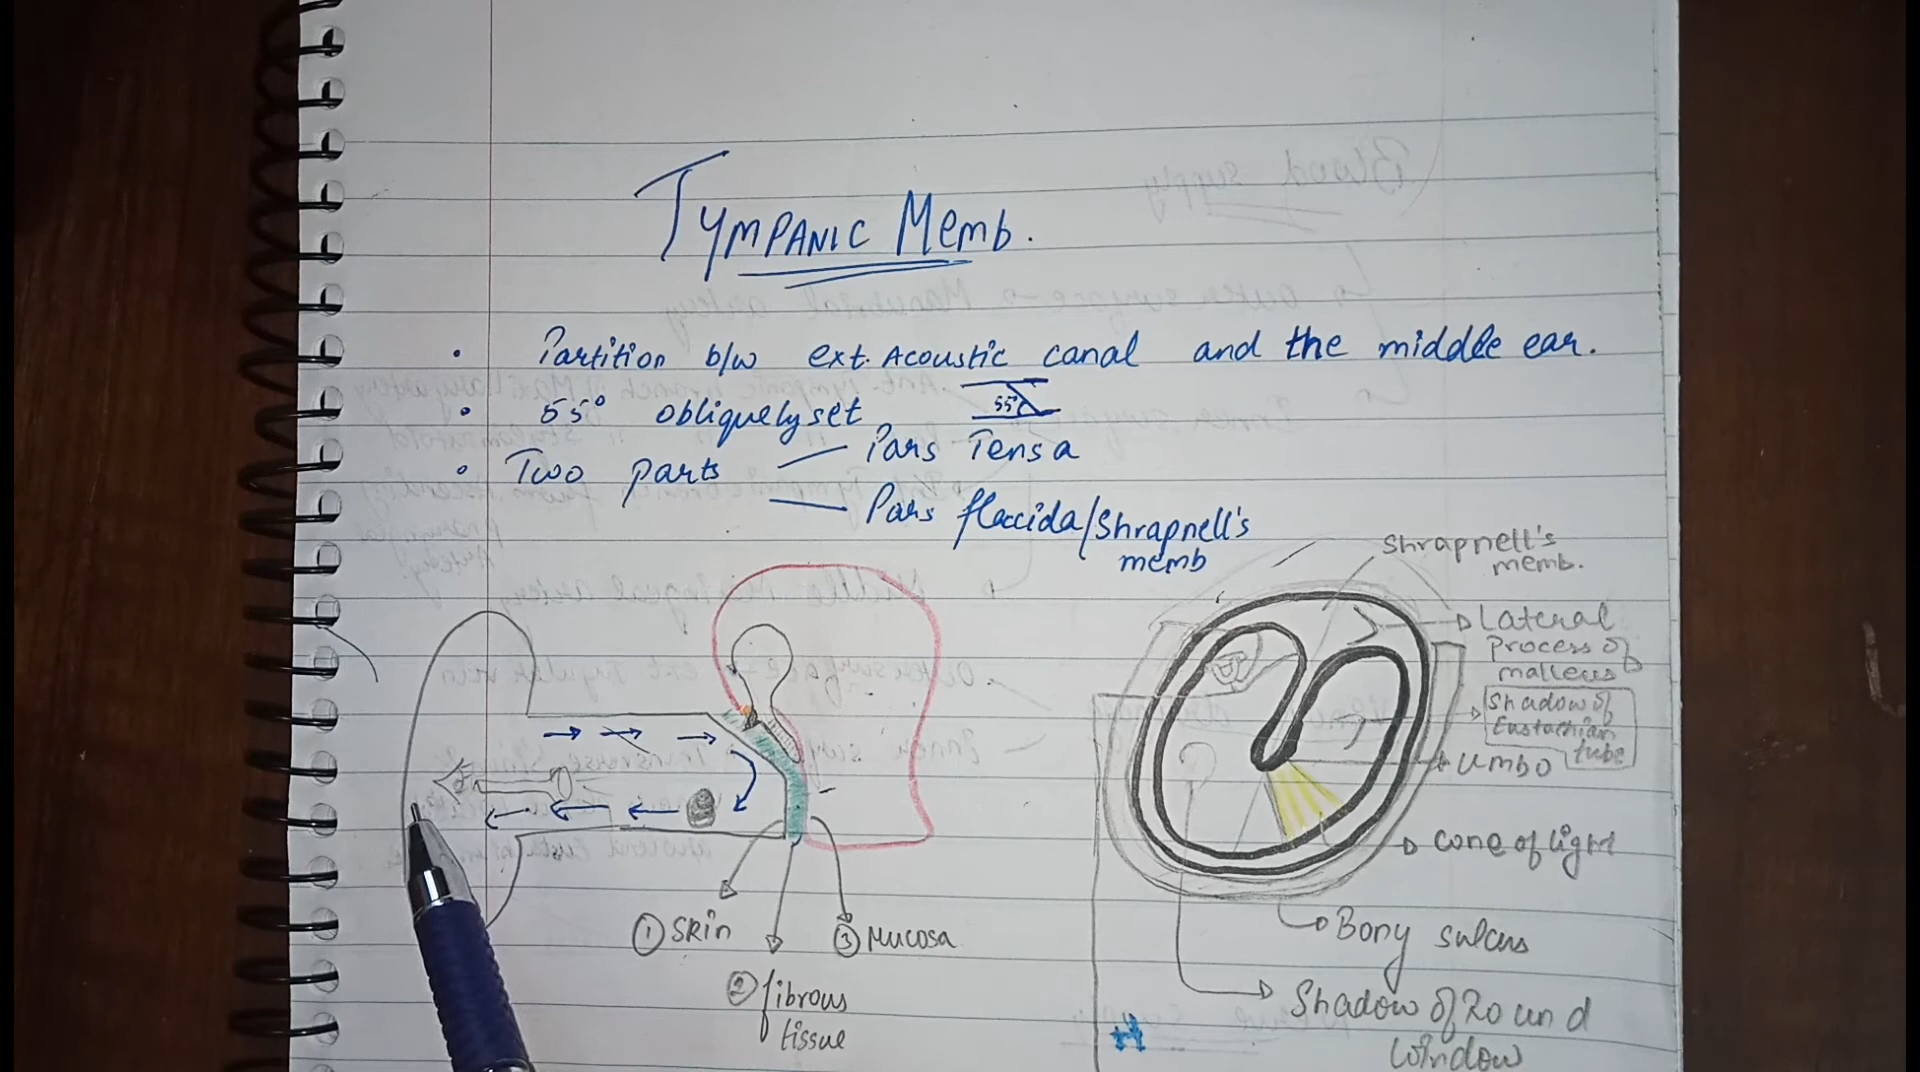 TYMPANIC Memb.
• Partition b/w ext. Acoustic canal and the middle ear.
• 55° obliquely set 55°
• Two parts — Pars Tensa
— Pars flaccida/Shrapnell's
memb
Shrapnell's
memb.
Lateral
Process of
malleus
Shadow of
Eustachian
tube
Umbo
Cone of light
Bony sulcus
Shadow of Round
Window
① Skin
② fibrous
tissue
③ Mucosa